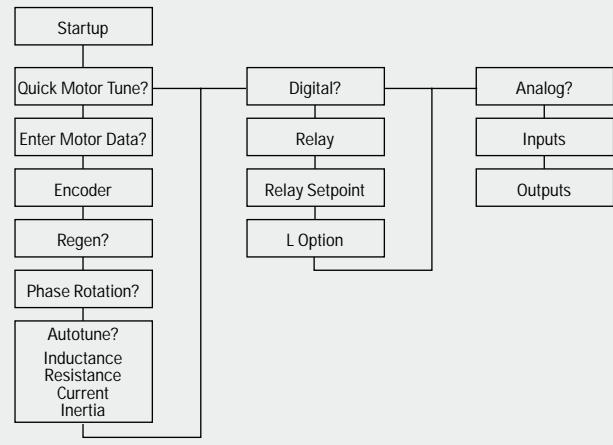 Startup
Quick Motor Tune?
Enter Motor Data?
Encoder
Regen?
Phase Rotation?
Autotune?
Inductance
Resistance
Current
Inertia
Digital?
Relay
Relay Setpoint
L Option
Analog?
Inputs
Outputs